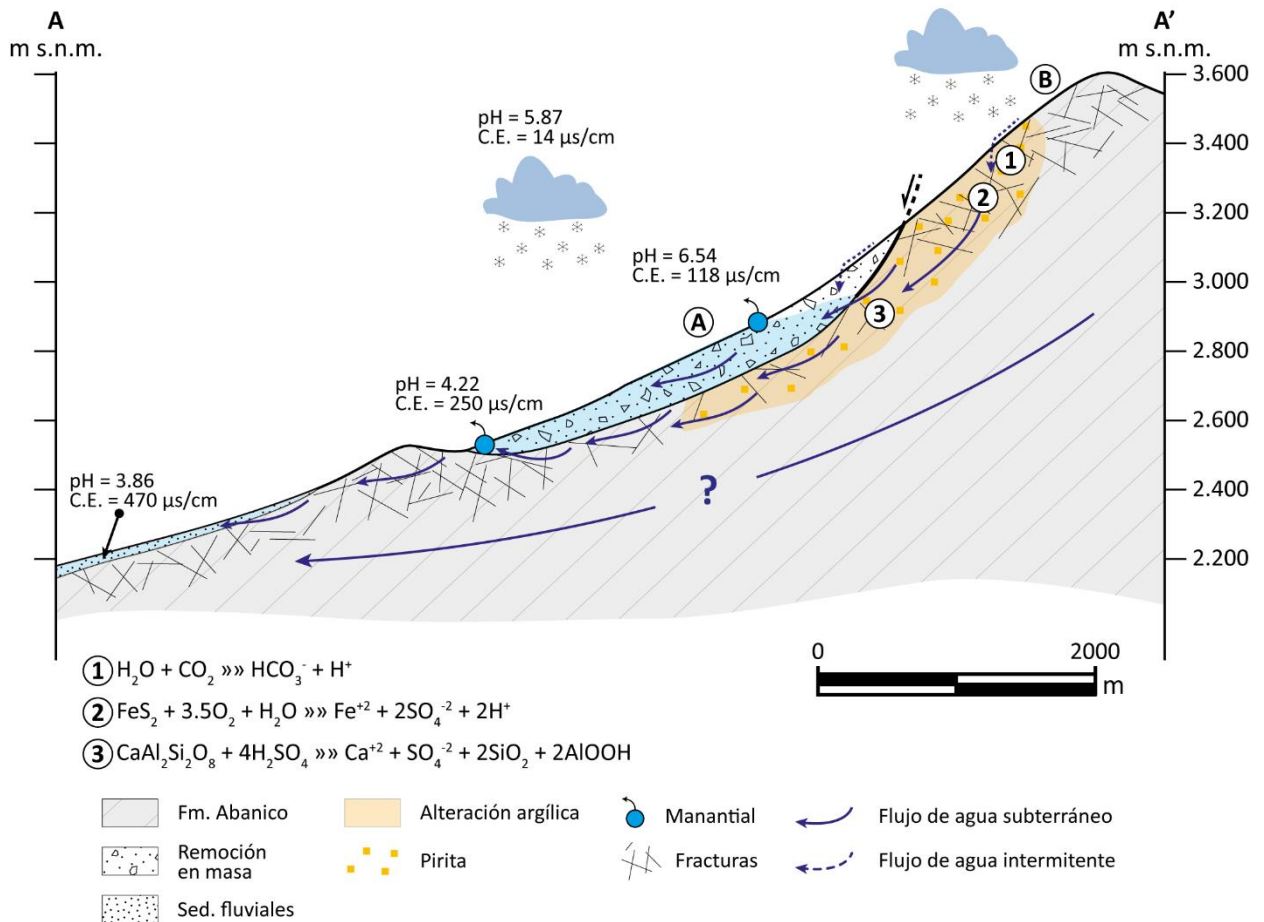 A
m s.n.m.
A'
m s.n.m.
B
3.600
3.400
3.200
3.000
2.800
2.600
2.400
2.200
pH = 5.87
C.E. = 14 µs/cm
1
2
3
pH = 6.54
C.E. = 118 µs/cm
A
pH = 4.22
C.E. = 250 µs/cm
pH = 3.86
C.E. = 470 µs/cm
?
0 2000
m
1 H₂O + CO₂ »» HCO₃⁻ + H⁺
2 FeS₂ + 3.5O₂ + H₂O »» Fe⁺² + 2SO₄⁻² + 2H⁺
3 CaAl₂Si₂O₈ + 4H₂SO₄ »» Ca⁺² + SO₄⁻² + 2SiO₂ + 2AlOOH
Fm. Abanico
Alteración argílica
Manantial
Flujo de agua subterráneo
Remoción
en masa
Pirita
Fracturas
Flujo de agua intermitente
Sed. fluviales